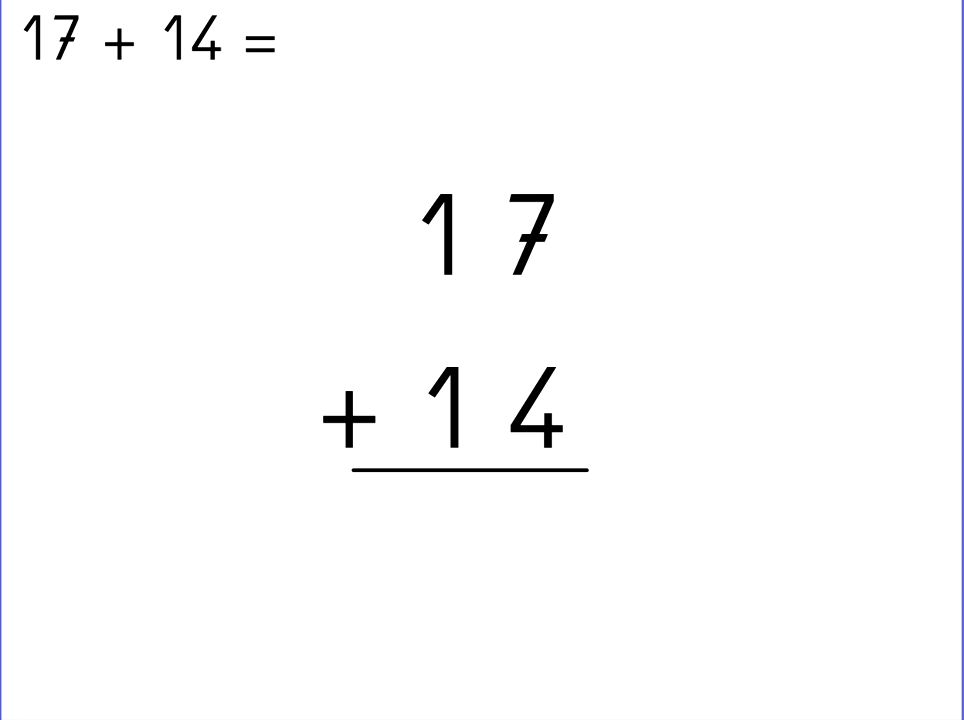 17 + 14 =
1 7
+ 1 4